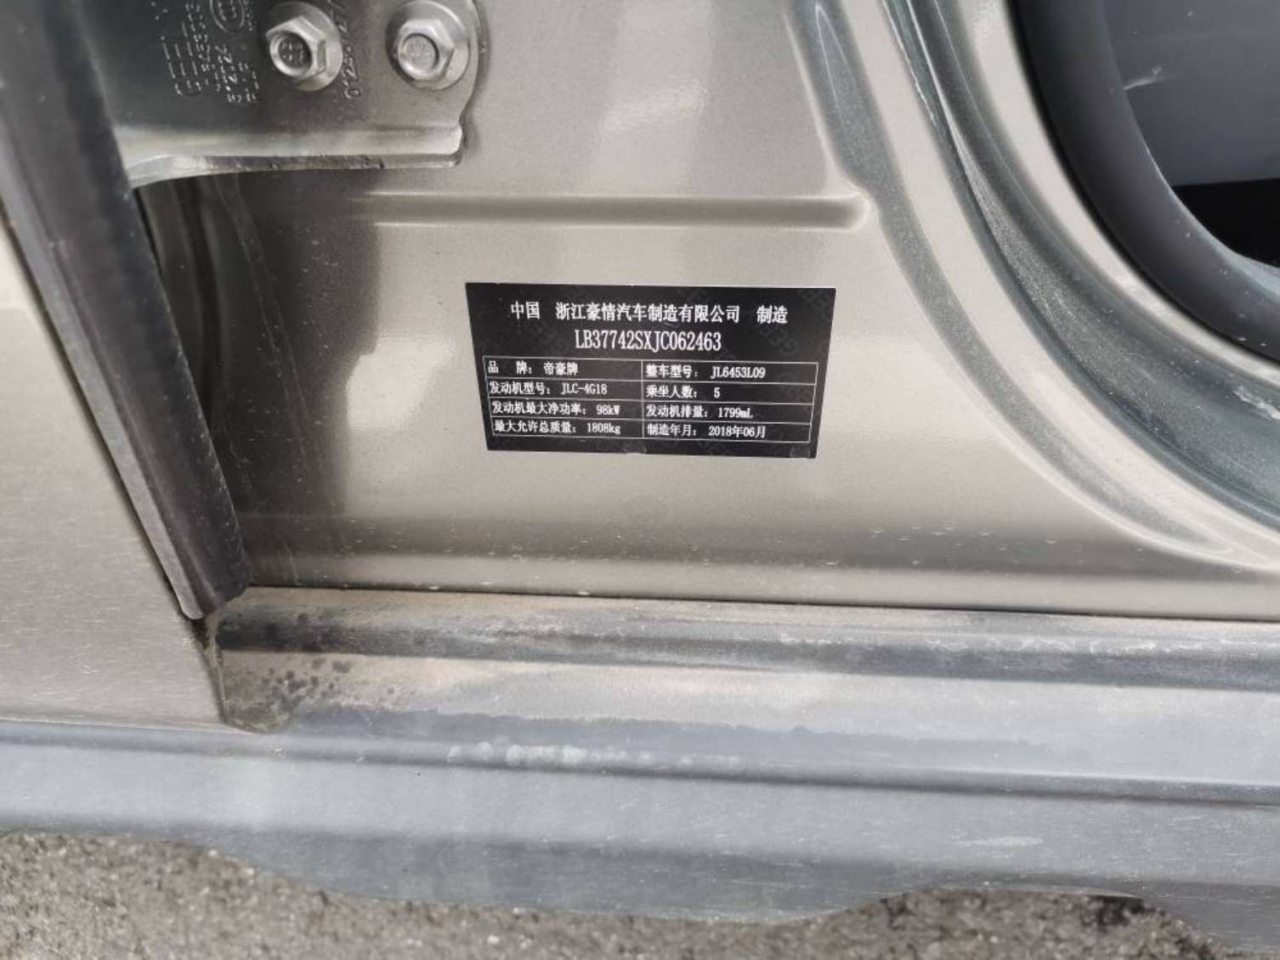 中国 浙江豪情汽车制造有限公司 制造
LB37742SXJC062463
品 牌：帝豪牌 整车型号：JL6453L09
发动机型号：JLC-4G18 乘坐人数：5
发动机最大净功率：98kW 发动机排量：1799mL
最大允许总质量：1808kg 制造年月：2018年06月